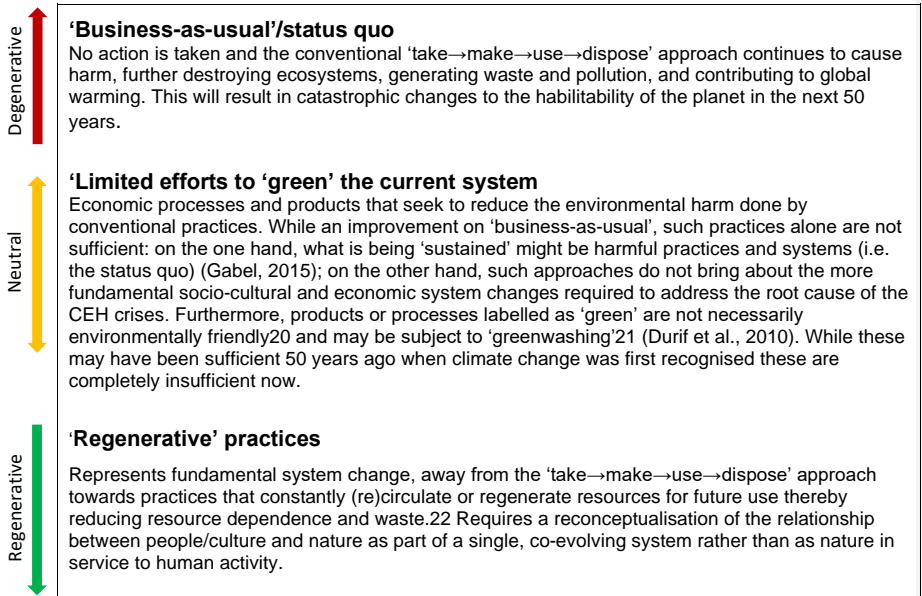 Degenerative
‘Business-as-usual’/status quo
No action is taken and the conventional ‘take→make→use→dispose’ approach continues to cause
harm, further destroying ecosystems, generating waste and pollution, and contributing to global
warming. This will result in catastrophic changes to the habilitability of the planet in the next 50
years.
Neutral
‘Limited efforts to ‘green’ the current system
Economic processes and products that seek to reduce the environmental harm done by
conventional practices. While an improvement on ‘business-as-usual’, such practices alone are not
sufficient: on the one hand, what is being ‘sustained’ might be harmful practices and systems (i.e.
the status quo) (Gabel, 2015); on the other hand, such approaches do not bring about the more
fundamental socio-cultural and economic system changes required to address the root cause of the
CEH crises. Furthermore, products or processes labelled as ‘green’ are not necessarily
environmentally friendly20 and may be subject to ‘greenwashing’21 (Durif et al., 2010). While these
may have been sufficient 50 years ago when climate change was first recognised these are
completely insufficient now.
Regenerative
‘Regenerative’ practices
Represents fundamental system change, away from the ‘take→make→use→dispose’ approach
towards practices that constantly (re)circulate or regenerate resources for future use thereby
reducing resource dependence and waste.22 Requires a reconceptualisation of the relationship
between people/culture and nature as part of a single, co-evolving system rather than as nature in
service to human activity.